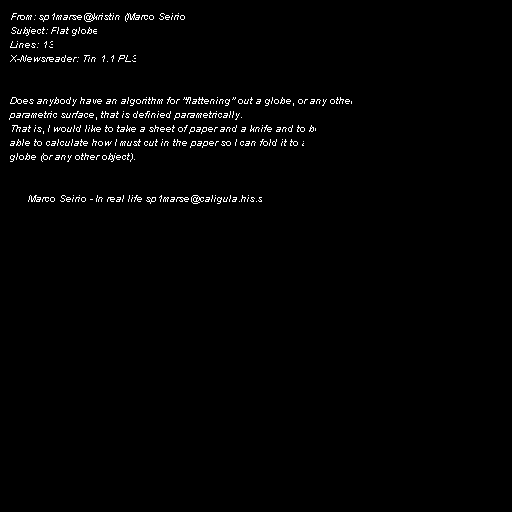 From: sp1marse@kristin (Marco Seirio
Subject: Flat globe
Lines: 13
X-Newsreader: Tin 1.1 PL3
Does anybody have an algorithm for "flattening" out a globe, or any other
parametric surface, that is definied parametrically.
That is, I would like to take a sheet of paper and a knife and to be
able to calculate how I must cut in the paper so I can fold it to a
globe (or any other object).
Marco Seirio - In real life sp1marse@caligula.his.s